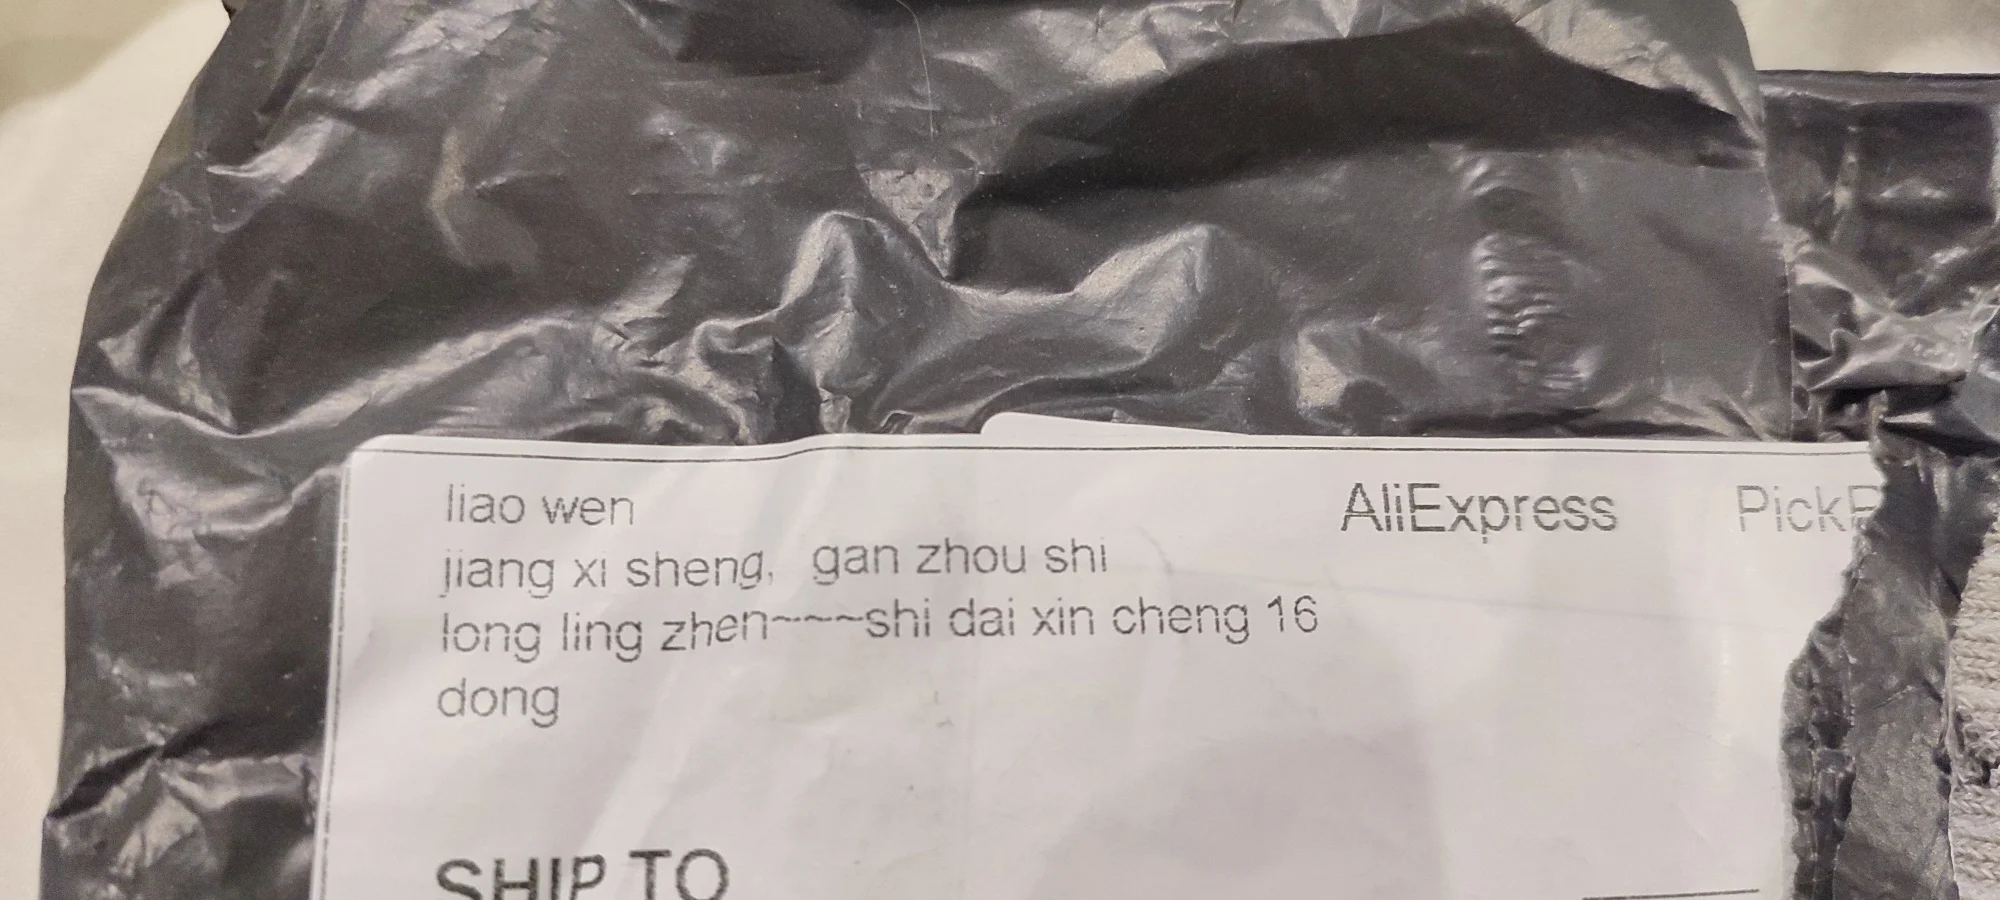 liao wen
AliExpress
jiang xi sheng, gan zhou shi
long ling zhen~~~shi dai xin cheng 16
dong
SHIP TO